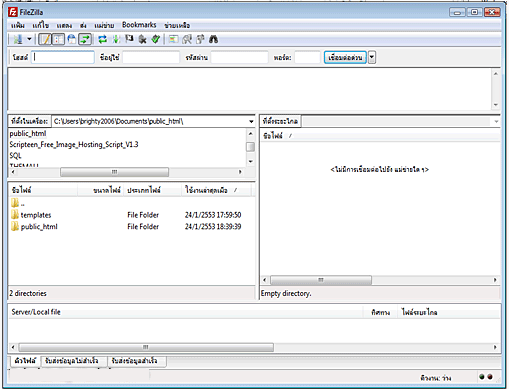 FileZilla
แฟ้ม แก้ไข แสดง ส่ง แม่ข่าย Bookmarks ช่วยเหลือ
โฮสต์ ชื่อผู้ใช้ รหัสผ่าน พอร์ต: เชื่อมต่อด่วน
ที่ตั้งในเครื่อง: C:\Users\brighty2006\Documents\public_html\
public_html
Scripteen_Free_Image_Hosting_Script_V1.3
SQL
THSMALL
ชื่อไฟล์ ขนาดไฟล์ ประเภทไฟล์ ใช้งานล่าสุดเมื่อ
..
templates File Folder 24/1/2553 17:59:50
public_html File Folder 24/1/2553 18:39:39
2 directories
ที่ตั้งระยะไกล
ชื่อไฟล์
<ไม่มีการเชื่อมต่อไปยัง แม่ข่ายใด ๆ>
Empty directory.
Server/Local file ทิศทาง ไฟล์ระยะไกล
คิวไฟล์ รับส่งข้อมูลไม่สำเร็จ รับส่งข้อมูลสำเร็จ
คิวงาน: ว่าง